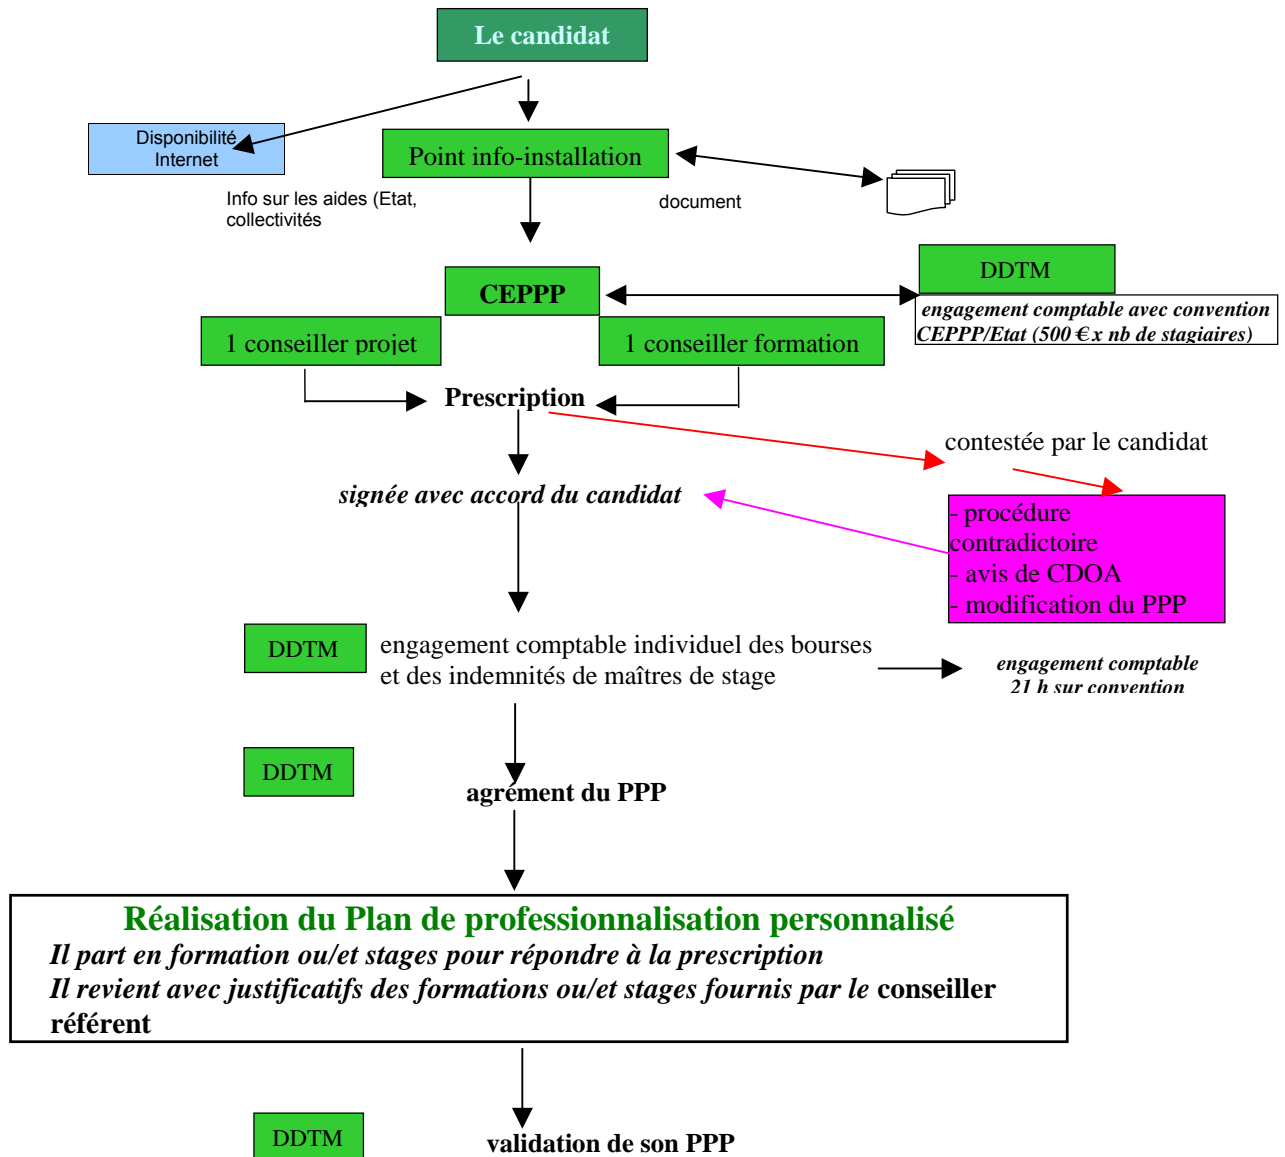 Le candidat
Disponibilité
Internet
Point info-installation
Info sur les aides (Etat,
collectivités
document
DDTM
CEPPP
engagement comptable avec convention
CEPPP/Etat (500 € x nb de stagiaires)
1 conseiller projet
1 conseiller formation
Prescription
contestée par le candidat
signée avec accord du candidat
- procédure
contradictoire
- avis de CDOA
- modification du PPP
DDTM
engagement comptable individuel des bourses
et des indemnités de maîtres de stage
engagement comptable
21 h sur convention
DDTM
agrément du PPP
Réalisation du Plan de professionnalisation personnalisé
Il part en formation ou/et stages pour répondre à la prescription
Il revient avec justificatifs des formations ou/et stages fournis par le conseiller
référent
DDTM
validation de son PPP